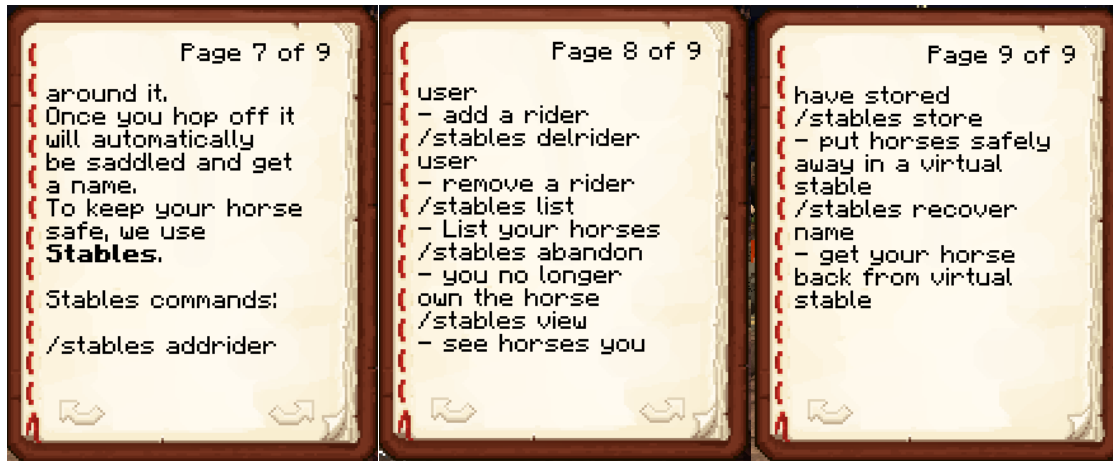 Page 7 of 9
around it.
Once you hop off it
will automatically
be saddled and get
a name.
To keep your horse
safe, we use
Stables.
Stables commands:
/stables addrider
Page 8 of 9
user
- add a rider
/stables delrider
user
- remove a rider
/stables list
- List your horses
/stables abandon
- you no longer
own the horse
/stables view
- see horses you
Page 9 of 9
have stored
/stables store
- put horses safely
away in a virtual
stable
/stables recover
name
- get your horse
back from virtual
stable